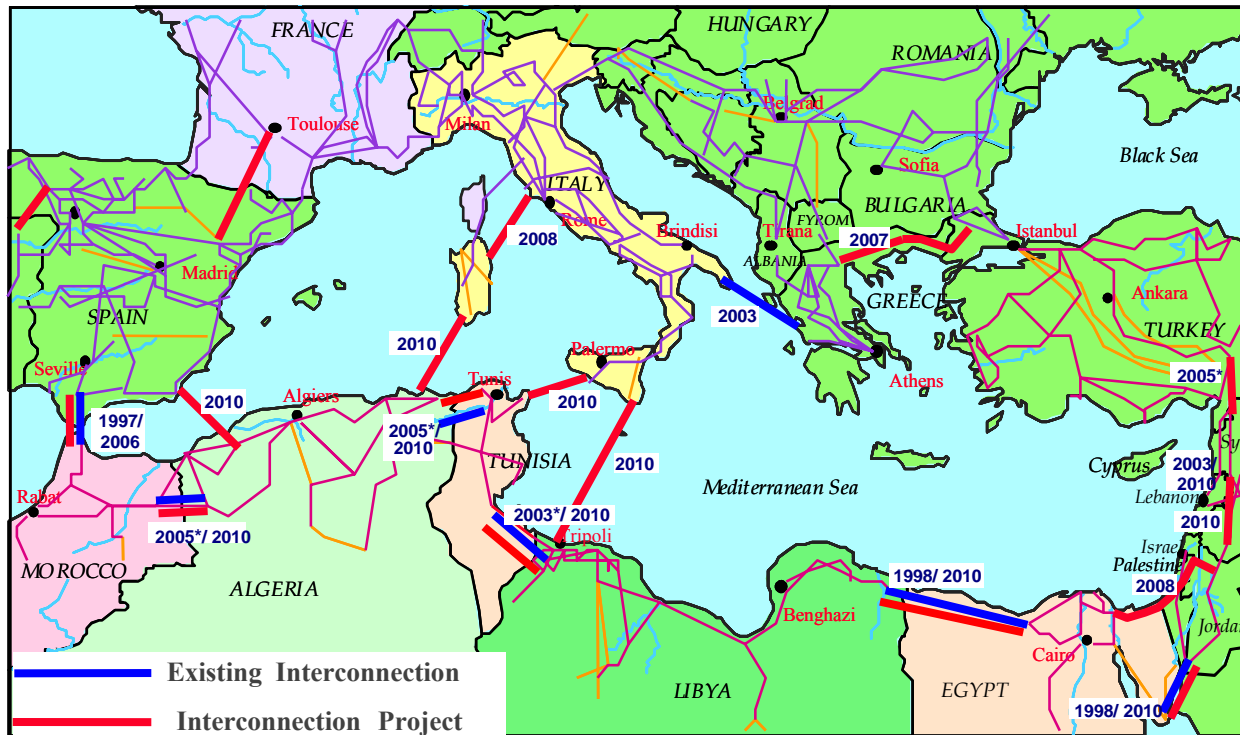 FRANCE
HUNGARY
ROMANIA
Belgrad
Toulouse
Milan
Black Sea
Sofia
ITALY
Rome
BULGARIA
FYROM
Tirana
Brindisi
Istanbul
2008
2007
ALBANIA
Madrid
GREECE
Ankara
SPAIN
2003
TURKEY
Palermo
Athens
Seville
2010
Tunis
2005*
2010
Algiers
2010
1997/
2006
2005*/
2010
TUNISIA
2010
Cyprus
Sy
2003/
2010
Mediterranean Sea
Lebanon
Rabat
2003*/ 2010
2010
2005*/ 2010
Tripoli
Israel
Palestine
MOROCCO
ALGERIA
Benghazi
1998/ 2010
2008
Jordan
Cairo
Existing Interconnection
LIBYA
EGYPT
Interconnection Project
1998/ 2010